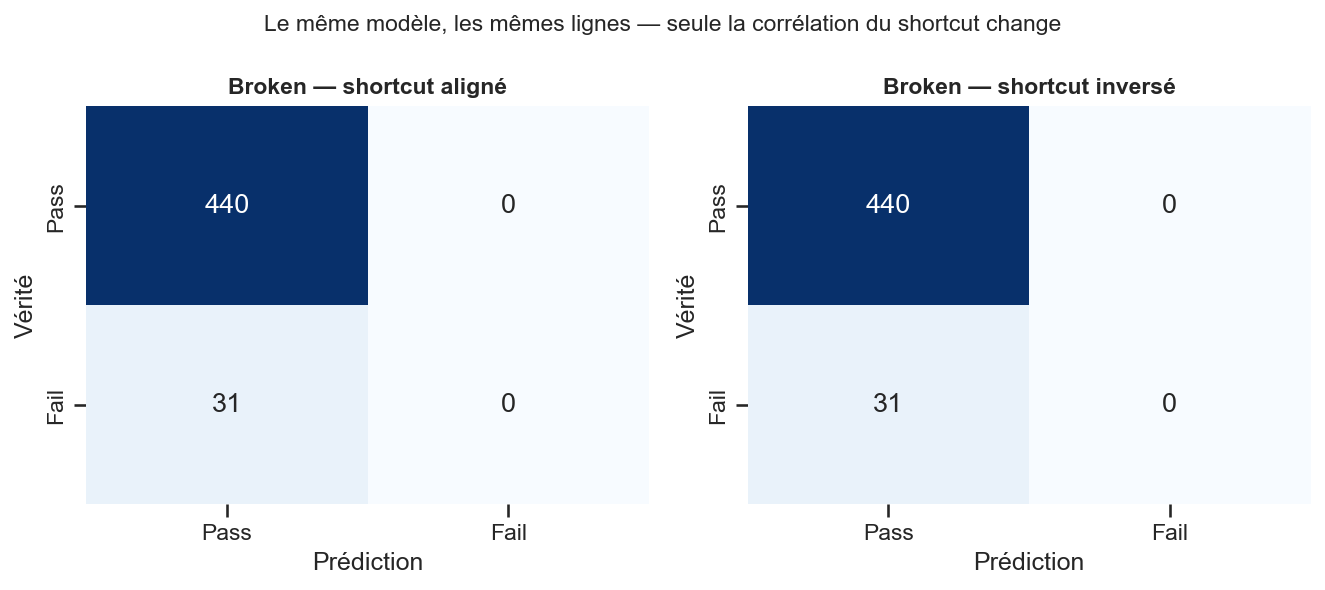 Le même modèle, les mêmes lignes — seule la corrélation du shortcut change
Broken — shortcut aligné
Vérité
Pass
440
0
Fail
31
0
Pass
Fail
Prédiction
Broken — shortcut inversé
Vérité
Pass
440
0
Fail
31
0
Pass
Fail
Prédiction